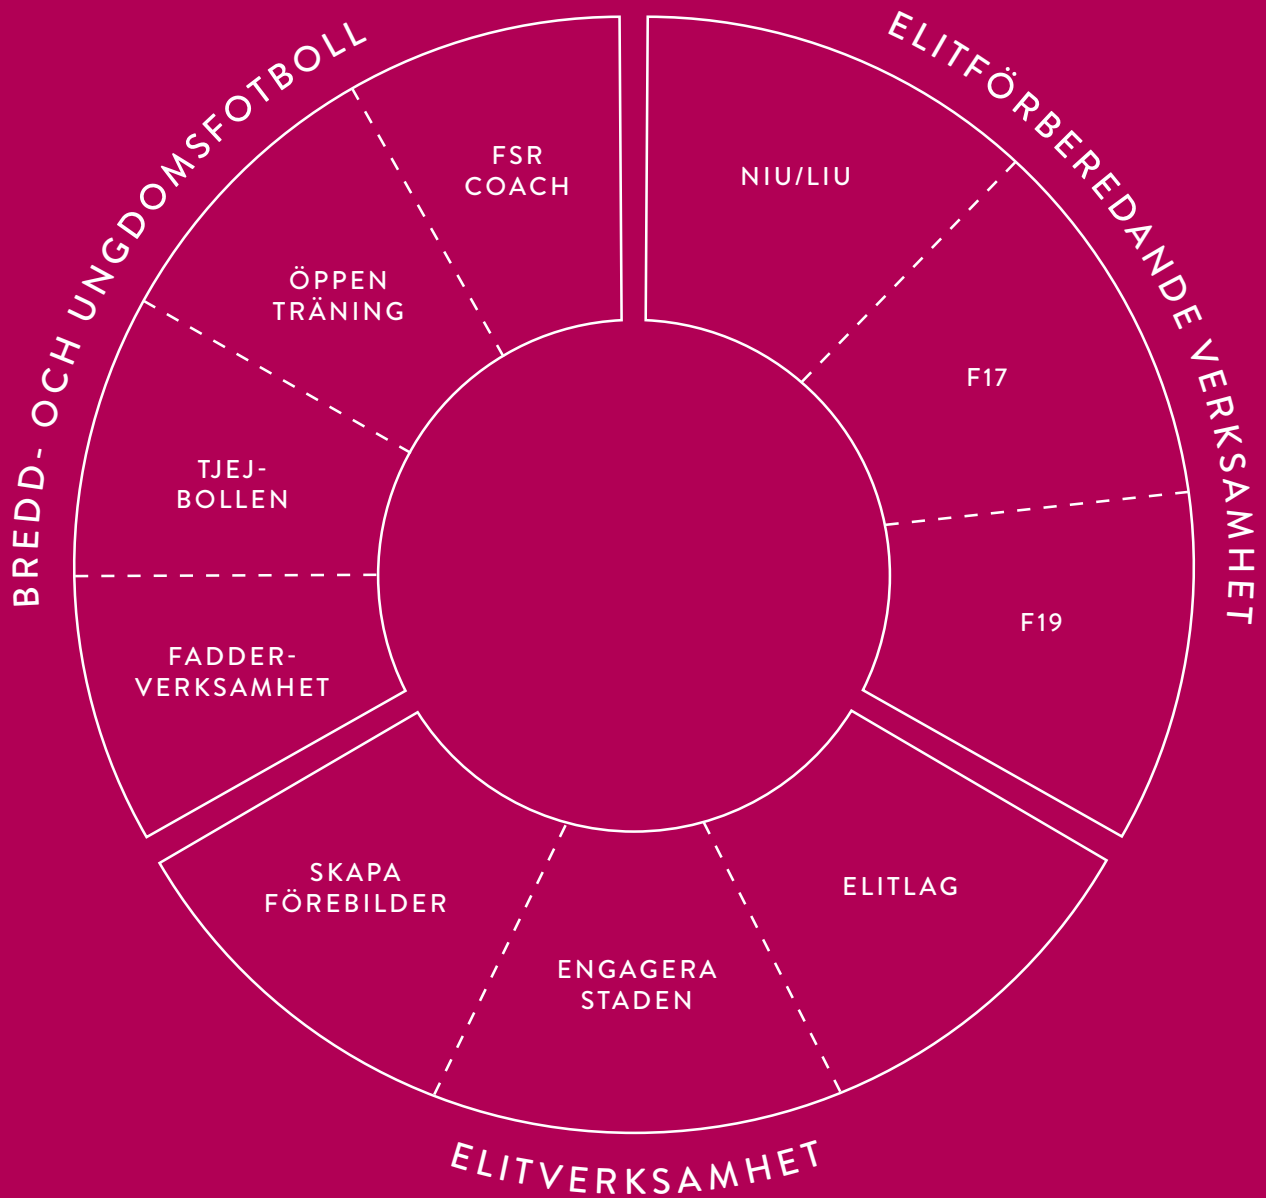 BREDD- OCH UNGDOMSFOTBOLL
FSR
COACH
ÖPPEN
TRÄNING
TJEJ-
BOLLEN
FADDER-
VERKSAMHET
ELITFÖRBEREDANDE VERKSAMHET
NIU/LIU
F17
F19
ELITLAG
ENGAGERA
STADEN
SKAPA
FÖREBILDER
ELITVERKSAMHET